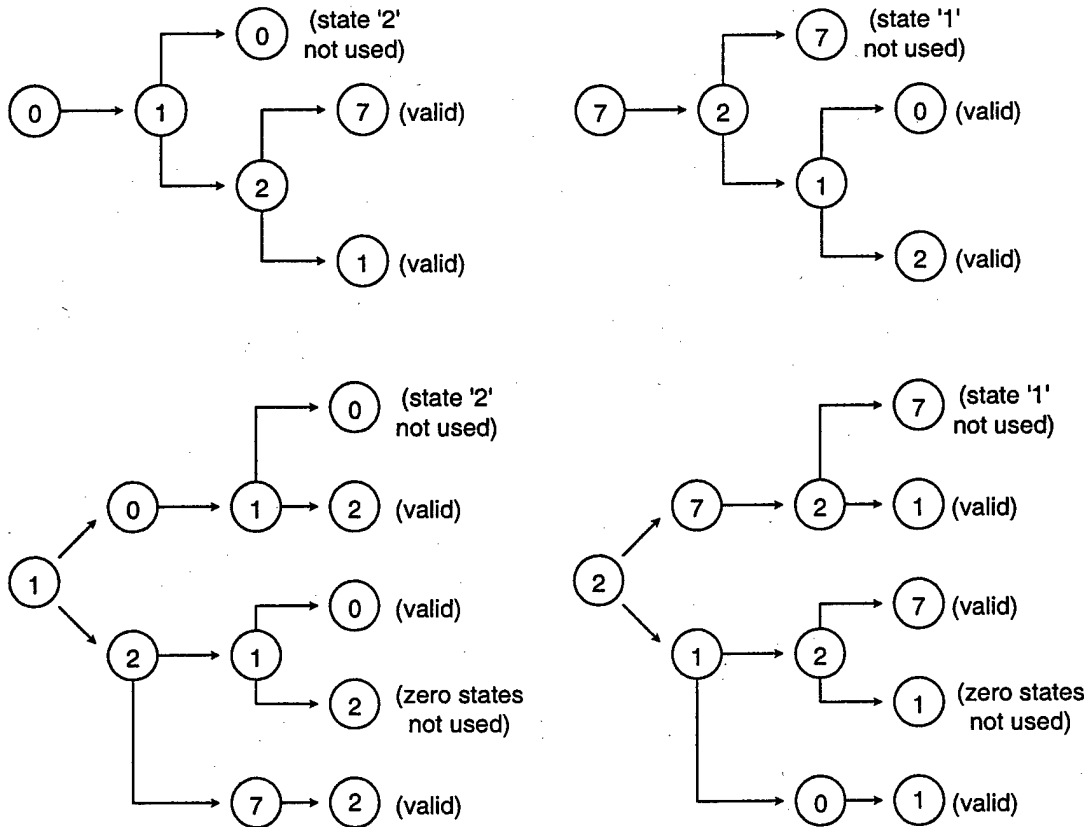 0 (state '2'
not used)
0 1 7 (valid)
2
1 (valid)
7 (state '1'
not used)
7 2 0 (valid)
1
2 (valid)
0 (state '2'
not used)
0 1 2 (valid)
1
0 (valid)
2 1
2 (zero states
not used)
7 2 (valid)
7 (state '1'
not used)
7 2 1 (valid)
2
7 (valid)
1 2
1 (zero states
not used)
0 1 (valid)